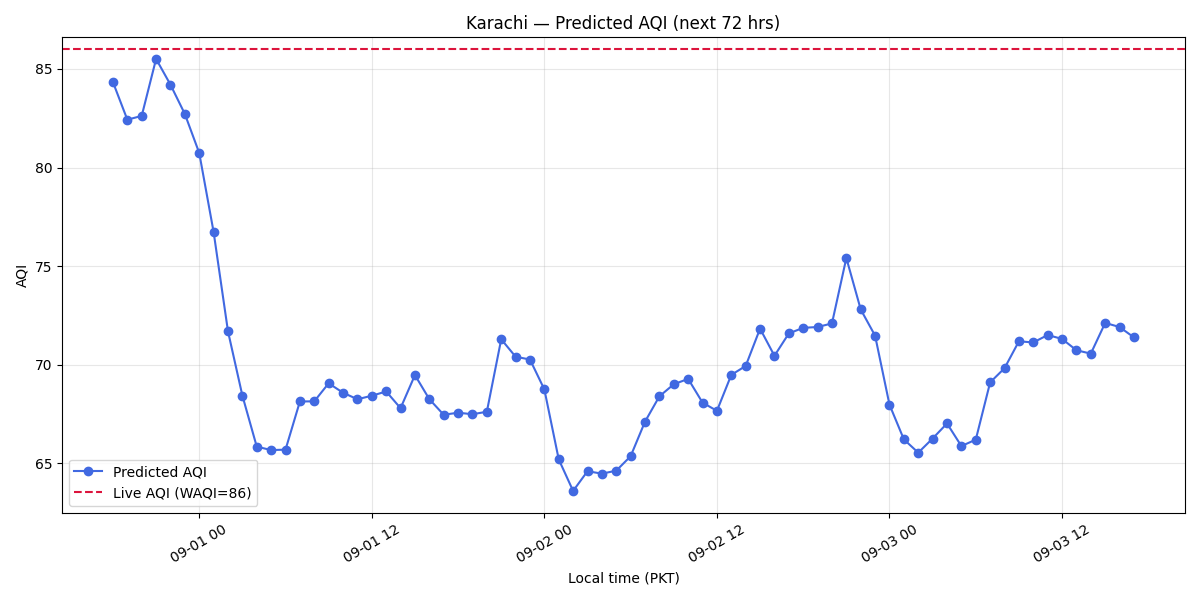 Karachi — Predicted AQI (next 72 hrs)
AQI
85
80
75
70
65
Predicted AQI
Live AQI (WAQI=86)
09-01 00
09-01 12
09-02 00
09-02 12
09-03 00
09-03 12
Local time (PKT)